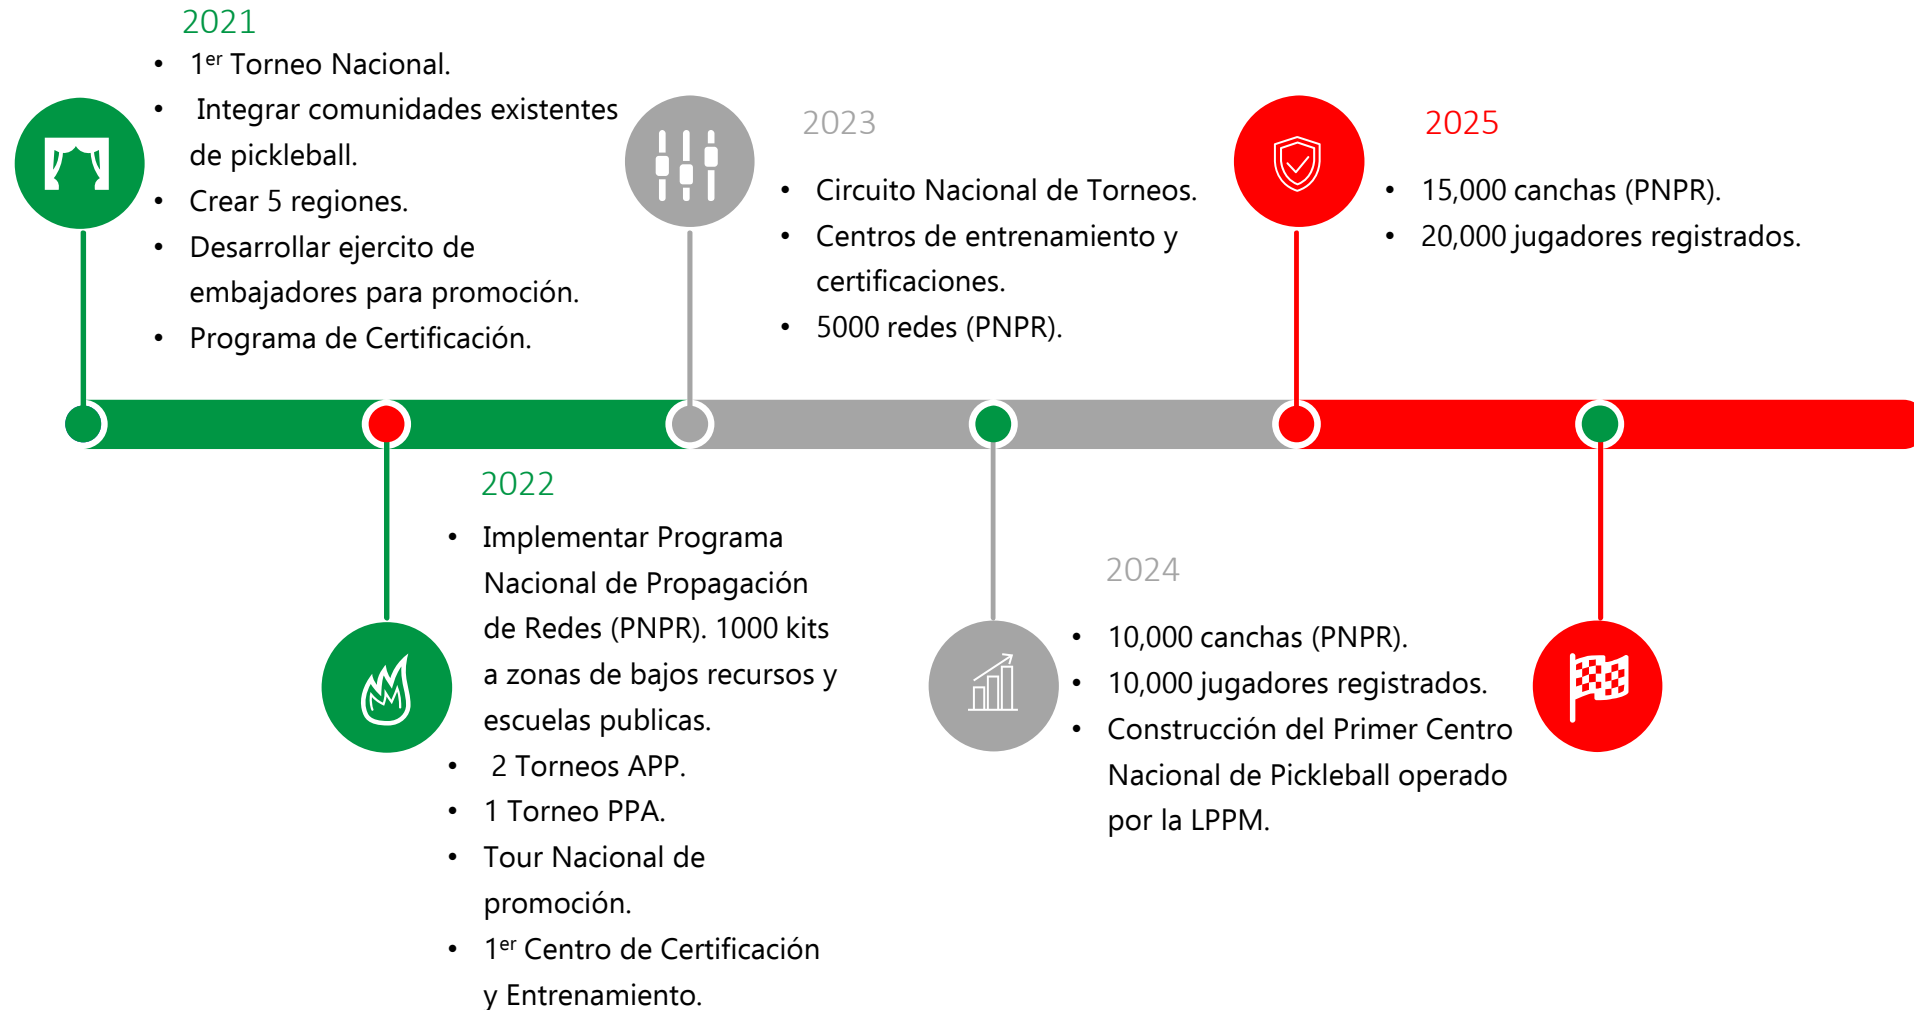 2021
• 1er Torneo Nacional.
• Integrar comunidades existentes
de pickleball.
• Crear 5 regiones.
• Desarrollar ejercito de
embajadores para promoción.
• Programa de Certificación.
2022
• Implementar Programa
Nacional de Propagación
de Redes (PNPR). 1000 kits
a zonas de bajos recursos y
escuelas publicas.
• 2 Torneos APP.
• 1 Torneo PPA.
• Tour Nacional de
promoción.
• 1er Centro de Certificación
y Entrenamiento.
2023
• Circuito Nacional de Torneos.
• Centros de entrenamiento y
certificaciones.
• 5000 redes (PNPR).
2024
• 10,000 canchas (PNPR).
• 10,000 jugadores registrados.
• Construcción del Primer Centro
Nacional de Pickleball operado
por la LPPM.
2025
• 15,000 canchas (PNPR).
• 20,000 jugadores registrados.